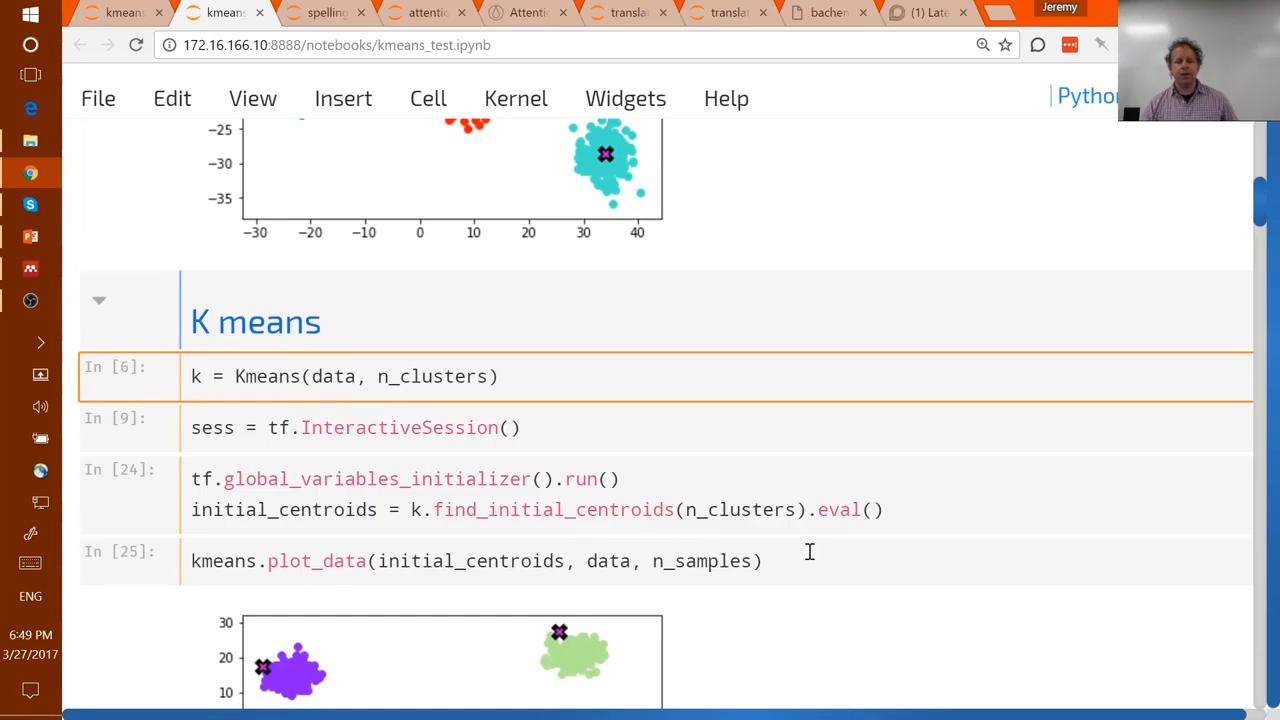 kmeans
kmeans
spelling
attentic
Attentic
translat
translat
bachen
(1) Late
Jeremy
172.16.166.10:8888/notebooks/kmeans_test.ipynb
File Edit View Insert Cell Kernel Widgets Help
Python
−25
−30
−35
−30 −20 −10 0 10 20 30 40
K means
In [6]:
k = Kmeans(data, n_clusters)
In [9]:
sess = tf.InteractiveSession()
In [24]:
tf.global_variables_initializer().run()
initial_centroids = k.find_initial_centroids(n_clusters).eval()
In [25]:
kmeans.plot_data(initial_centroids, data, n_samples)
30
20
10
ENG
6:49 PM
3/27/2017